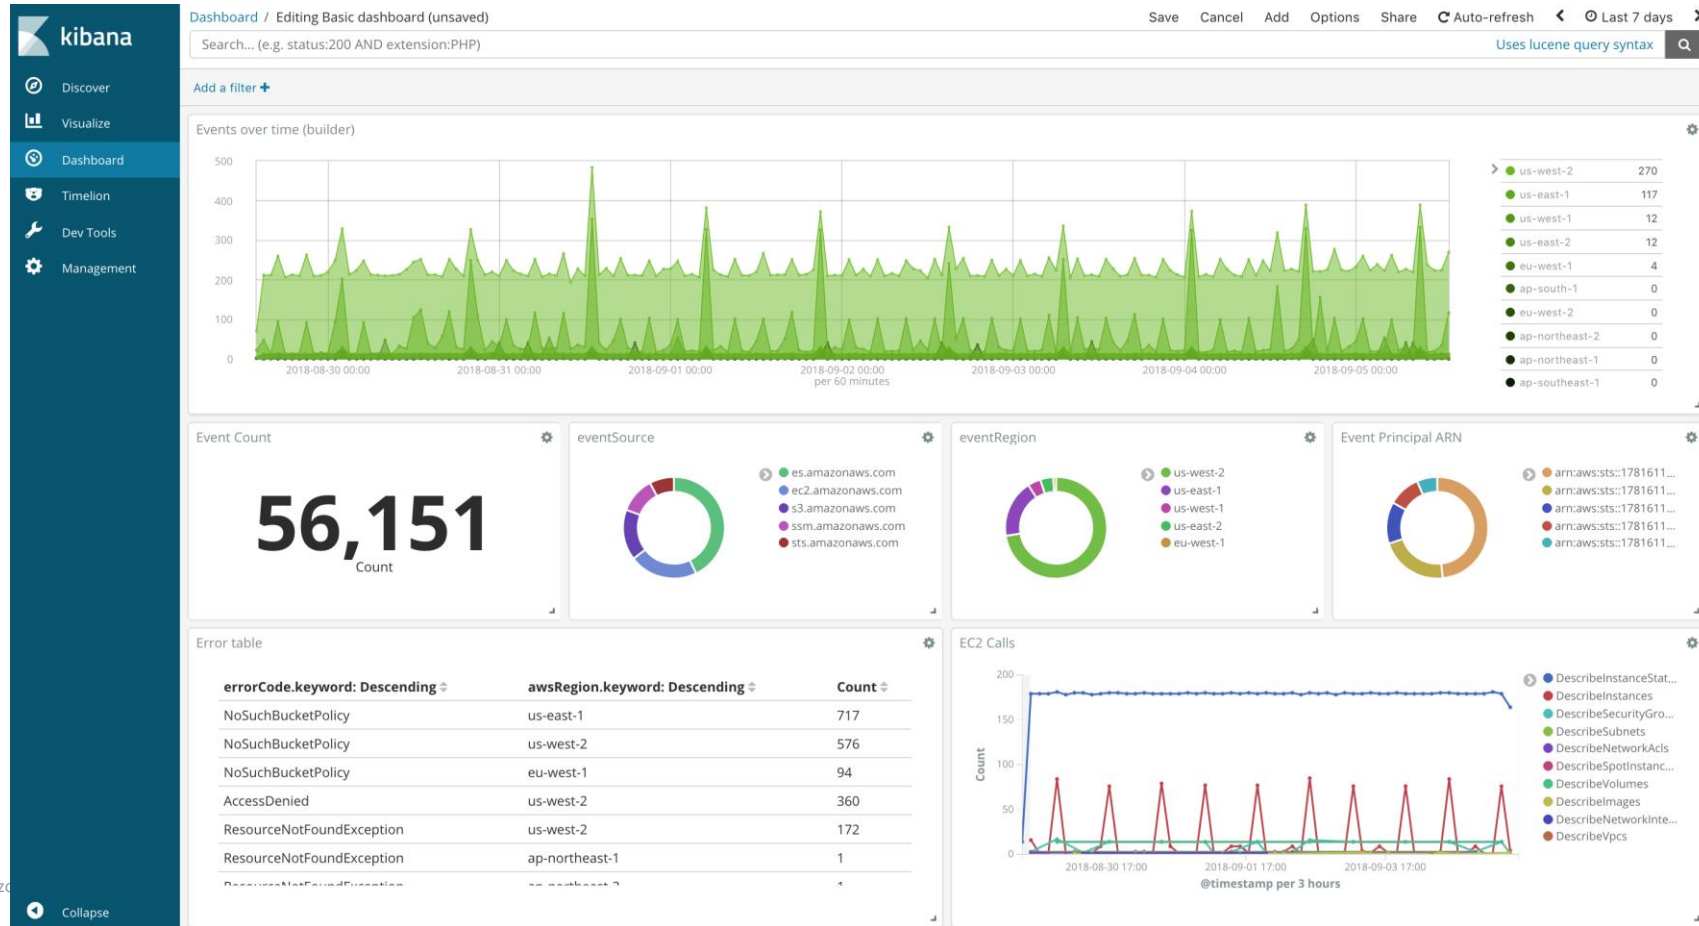 kibana
Discover
Visualize
Dashboard
Timelion
Dev Tools
Management
Collapse
Dashboard / Editing Basic dashboard (unsaved)
Save Cancel Add Options Share Auto-refresh Last 7 days
Search... (e.g. status:200 AND extension:PHP)
Uses lucene query syntax
Add a filter
Events over time (builder)
500
400
300
200
100
0
2018-08-30 00:00 2018-08-31 00:00 2018-09-01 00:00 2018-09-02 00:00 2018-09-03 00:00 2018-09-04 00:00 2018-09-05 00:00
per 60 minutes
us-west-2 270
us-east-1 117
us-west-1 12
us-east-2 12
eu-west-1 4
ap-south-1 0
eu-west-2 0
ap-northeast-2 0
ap-northeast-1 0
ap-southeast-1 0
Event Count
56,151
Count
eventSource
es.amazonaws.com
ec2.amazonaws.com
s3.amazonaws.com
ssm.amazonaws.com
sts.amazonaws.com
eventRegion
us-west-2
us-east-1
us-west-1
us-east-2
eu-west-1
Event Principal ARN
arn:aws:sts::1781611...
arn:aws:sts::1781611...
arn:aws:sts::1781611...
arn:aws:sts::1781611...
arn:aws:sts::1781611...
Error table
errorCode.keyword: Descending awsRegion.keyword: Descending Count
NoSuchBucketPolicy us-east-1 717
NoSuchBucketPolicy us-west-2 576
NoSuchBucketPolicy eu-west-1 94
AccessDenied us-west-2 360
ResourceNotFoundException us-west-2 172
ResourceNotFoundException ap-northeast-1 1
EC2 Calls
200
150
100
50
0
Count
2018-08-30 17:00 2018-09-01 17:00 2018-09-03 17:00
@timestamp per 3 hours
DescribeInstanceStat...
DescribeInstances
DescribeSecurityGro...
DescribeSubnets
DescribeNetworkAcls
DescribeSpotInstanc...
DescribeVolumes
DescribeImages
DescribeNetworkInte...
DescribeVpcs